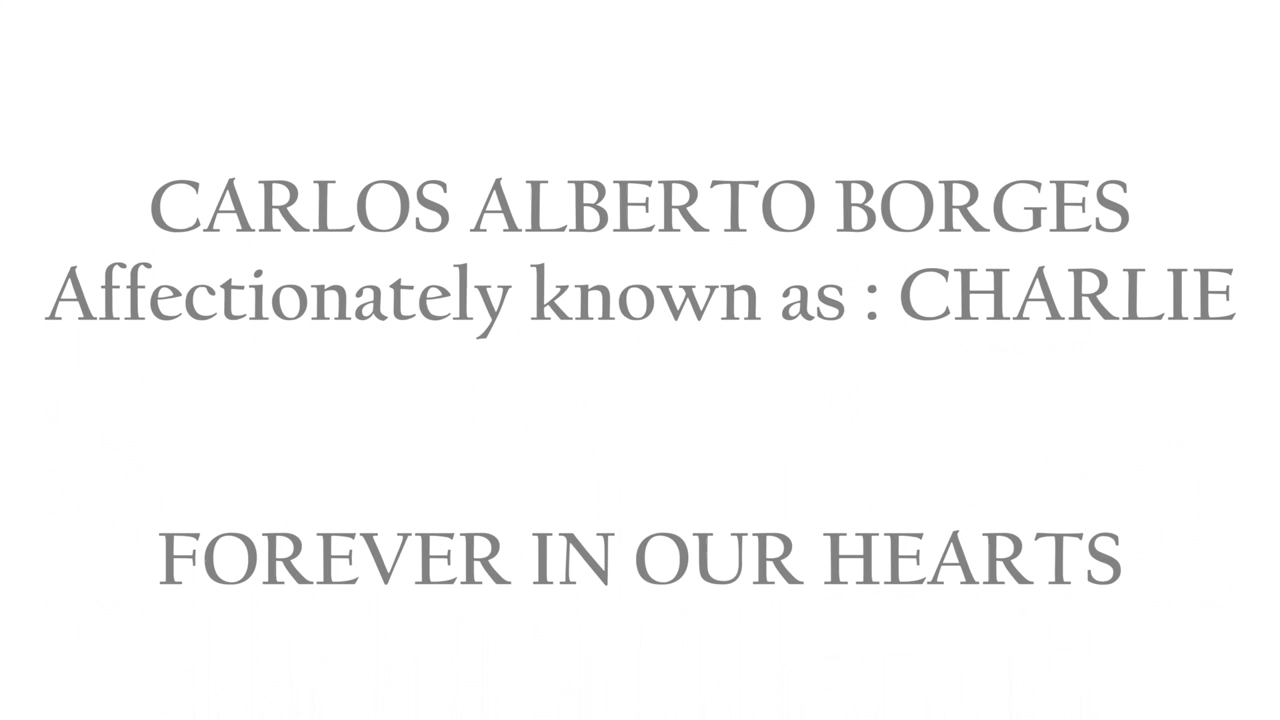 CARLOS ALBERTO BORGES
Affectionately known as : CHARLIE
FOREVER IN OUR HEARTS